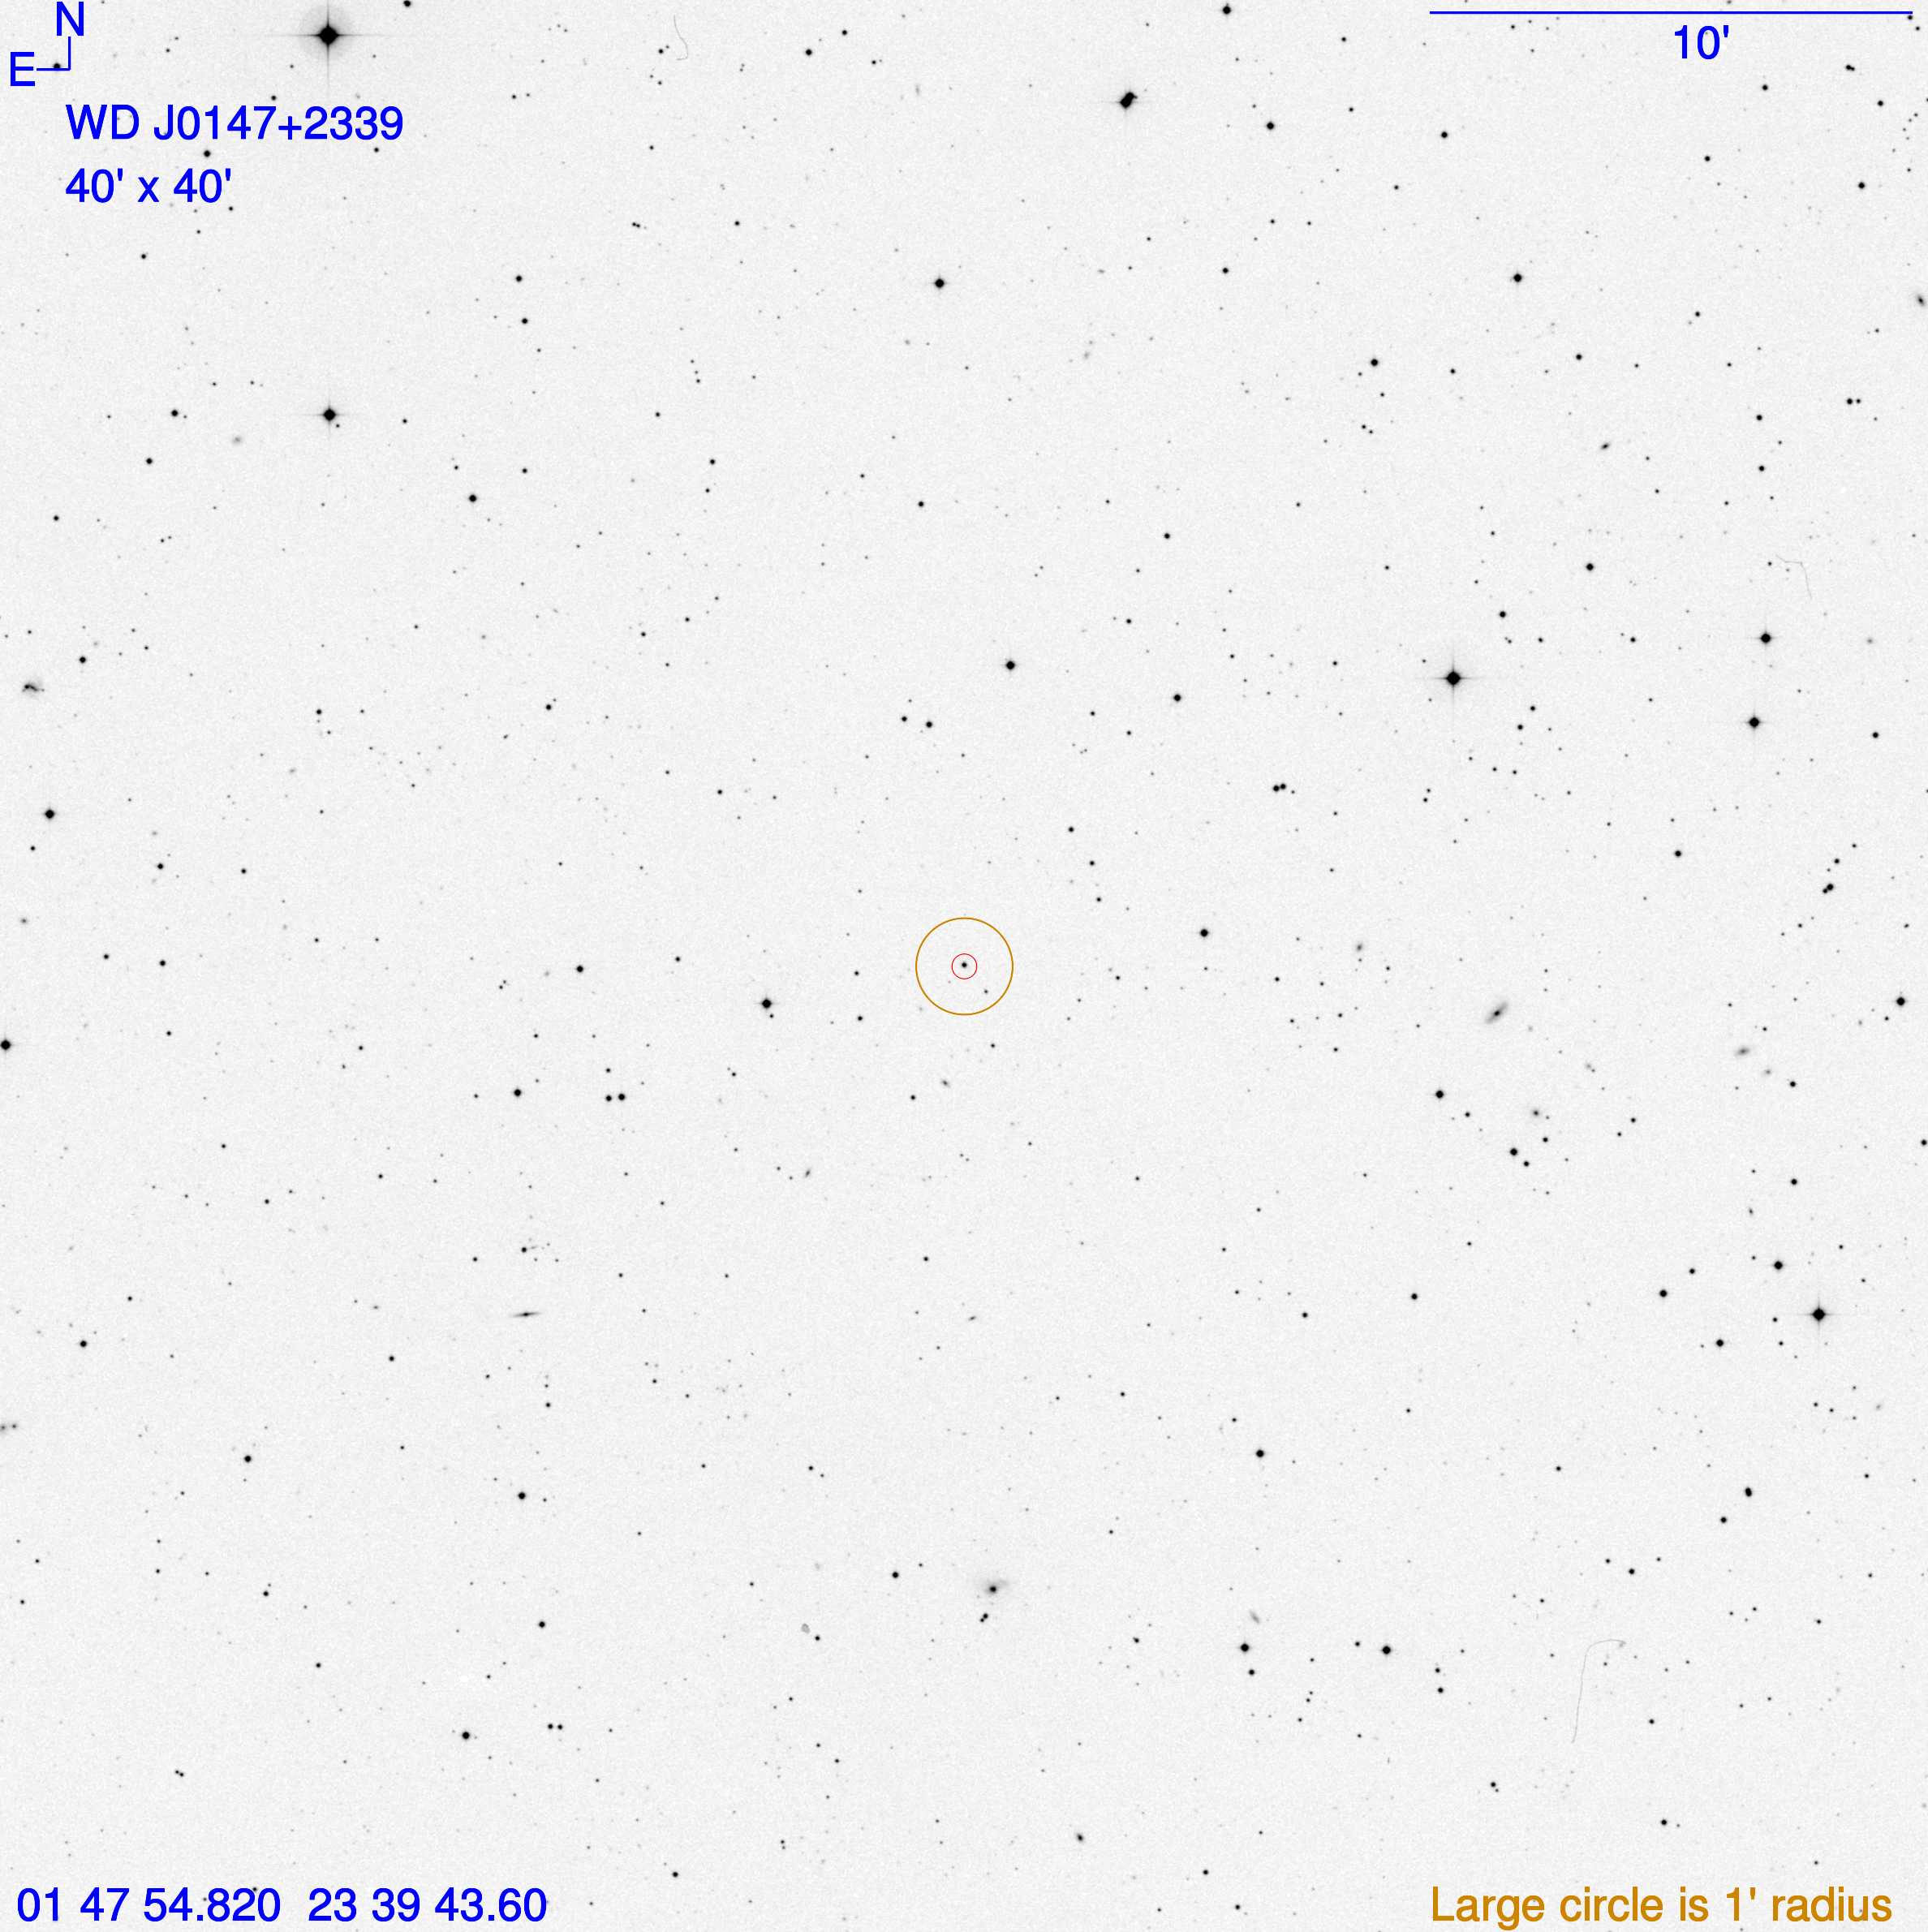 N
E
10'
WD J0147+2339
40' x 40'
01 47 54.820 23 39 43.60
Large circle is 1' radius